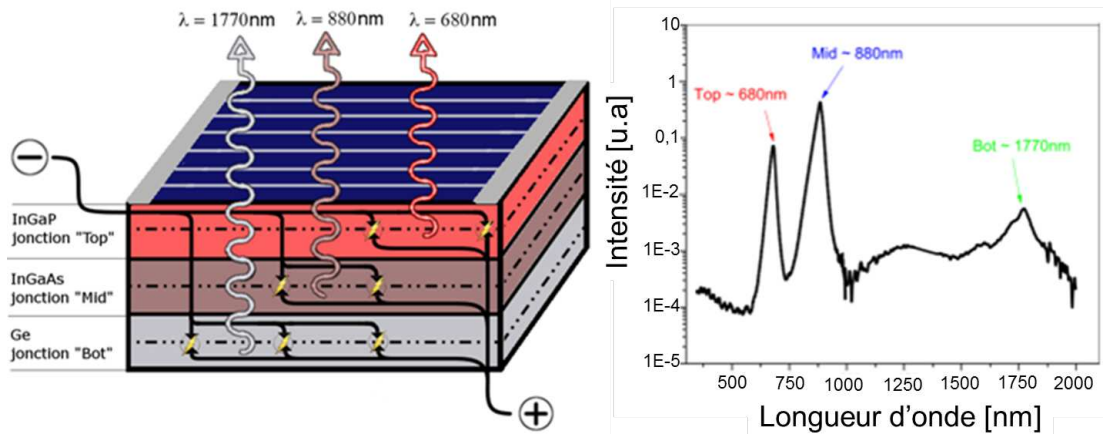 λ = 1770nm
λ = 880nm
λ = 680nm
−
InGaP
jonction "Top"
InGaAs
jonction "Mid"
Ge
jonction "Bot"
+
10
1
0,1
1E-2
1E-3
1E-4
1E-5
Intensité [u.a]
Mid ~ 880nm
Top ~ 680nm
Bot ~ 1770nm
500
750
1000
1250
1500
1750
2000
Longueur d'onde [nm]